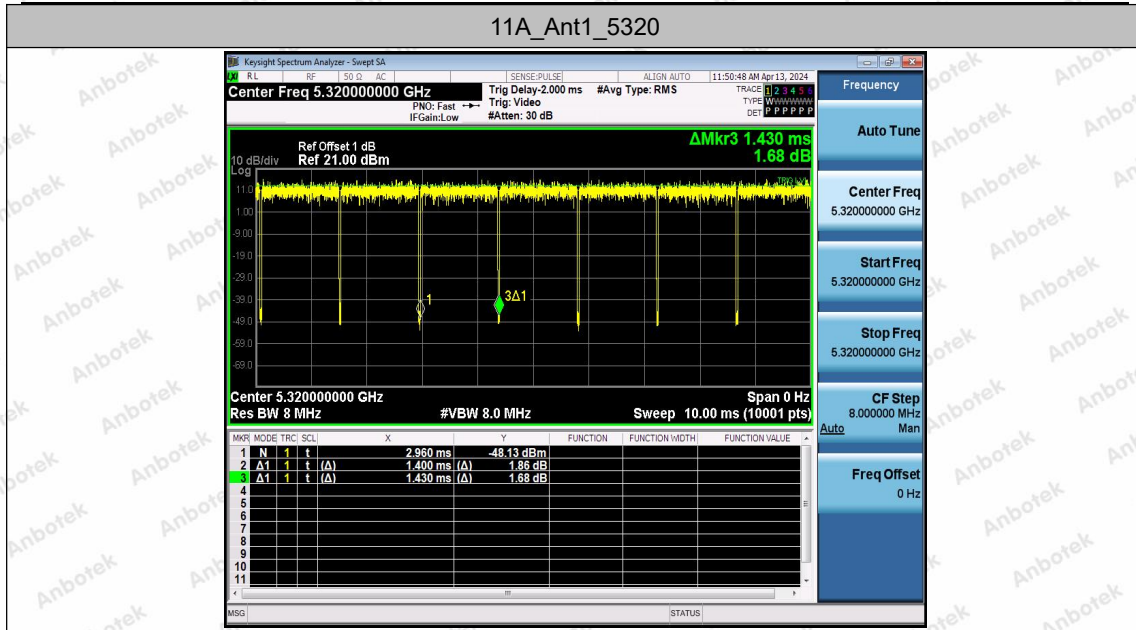 11A_Ant1_5320
Keysight Spectrum Analyzer - Swept SA
RL RF 50 Ω AC SENSE:PULSE ALIGN AUTO 11:50:48 AM Apr 13, 2024
Center Freq 5.320000000 GHz
PNO: Fast
IFGain:Low
Trig Delay-2.000 ms
Trig: Video
#Atten: 30 dB
#Avg Type: RMS
TRACE 1 2 3 4 5 6
TYPE WWWWWW
DET P P P P P P
Frequency
Auto Tune
Center Freq
5.320000000 GHz
Start Freq
5.320000000 GHz
Stop Freq
5.320000000 GHz
CF Step
8.000000 MHz
Auto Man
Freq Offset
0 Hz
ΔMkr3 1.430 ms
1.68 dB
Ref Offset 1 dB
10 dB/div Ref 21.00 dBm
Log
11.0
1.00
-9.00
-19.0
-29.0
-39.0
-49.0
-59.0
-69.0
1
3Δ1
Center 5.320000000 GHz Span 0 Hz
Res BW 8 MHz #VBW 8.0 MHz Sweep 10.00 ms (10001 pts)
MKR MODE TRC SCL X Y FUNCTION FUNCTION WIDTH FUNCTION VALUE
1 N 1 t 2.960 ms -48.13 dBm
2 Δ1 1 t (Δ) 1.400 ms (Δ) 1.86 dB
3 Δ1 1 t (Δ) 1.430 ms (Δ) 1.68 dB
4
5
6
7
8
9
10
11
MSG STATUS